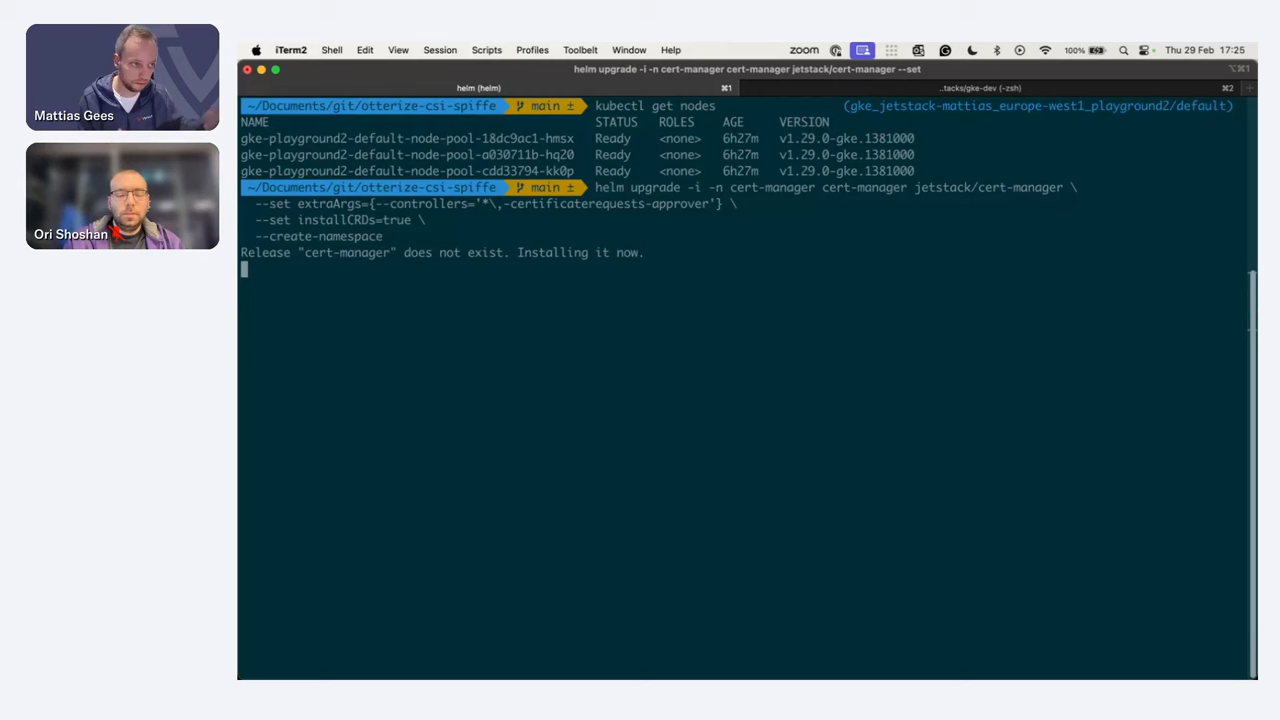 iTerm2 Shell Edit View Session Scripts Profiles Toolbelt Window Help zoom 100% Thu 29 Feb 17:25
helm upgrade -i -n cert-manager cert-manager jetstack/cert-manager --set ⌥⌘1
helm (helm) ⌘1 ..tacks/gke-dev (-zsh) ⌘2
~/Documents/git/otterize-csi-spiffe main ± kubectl get nodes (gke_jetstack-mattias_europe-west1_playground2/default)
NAME STATUS ROLES AGE VERSION
gke-playground2-default-node-pool-18dc9ac1-hmsx Ready <none> 6h27m v1.29.0-gke.1381000
gke-playground2-default-node-pool-a030711b-hq20 Ready <none> 6h27m v1.29.0-gke.1381000
gke-playground2-default-node-pool-cdd33794-kk0p Ready <none> 6h27m v1.29.0-gke.1381000
~/Documents/git/otterize-csi-spiffe main ± helm upgrade -i -n cert-manager cert-manager jetstack/cert-manager \
--set extraArgs={--controllers='*\,-certificaterequests-approver'} \
--set installCRDs=true \
--create-namespace
Release "cert-manager" does not exist. Installing it now.
Mattias Gees
Ori Shoshan